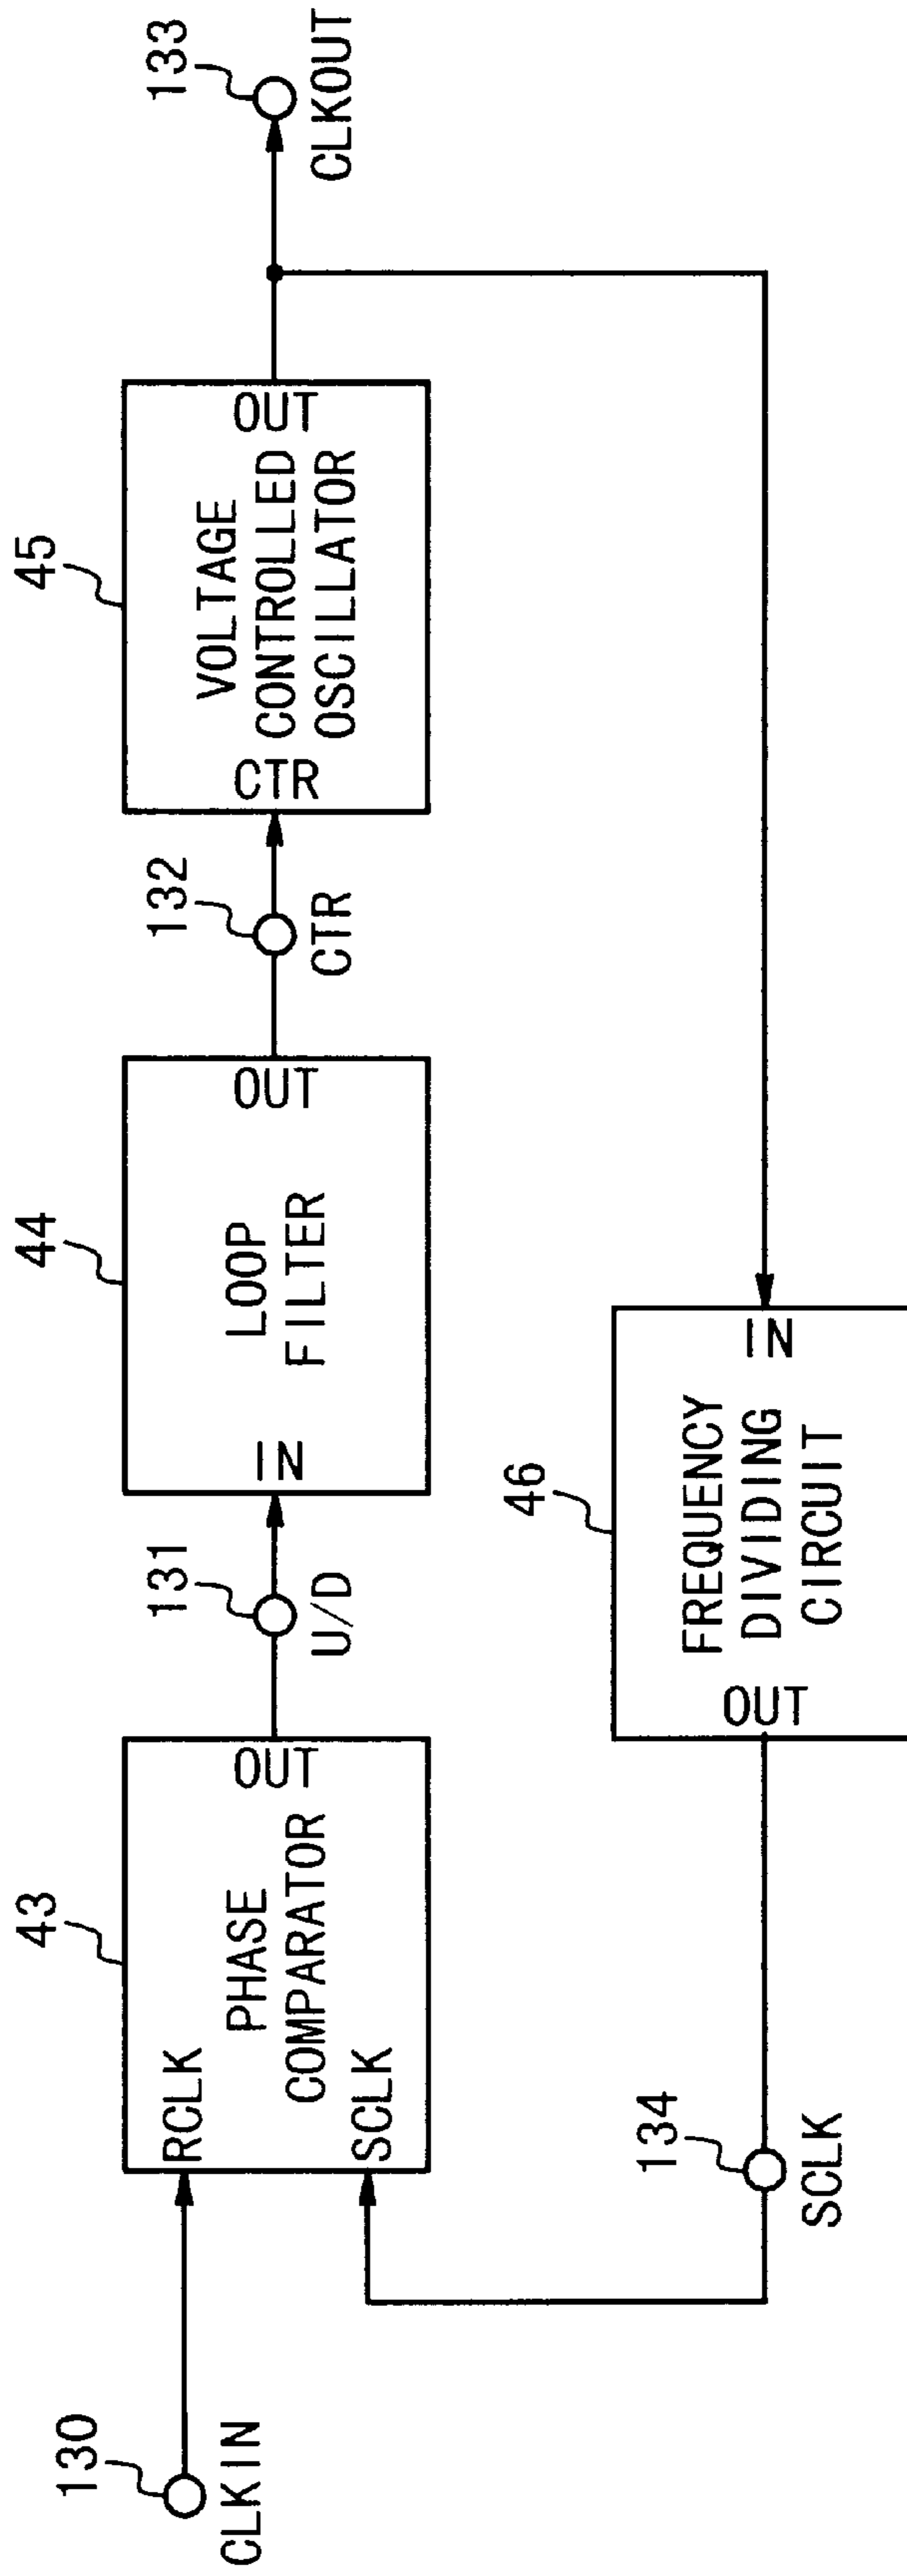 130
CLKIN
43
RCLK
PHASE
COMPARATOR
SCLK
OUT
131
U/D
44
IN
LOOP
FILTER
OUT
132
CTR
45
CTR
VOLTAGE
CONTROLLED
OSCILLATOR
OUT
133
CLKOUT
134
SCLK
46
OUT
FREQUENCY
DIVIDING
CIRCUIT
IN